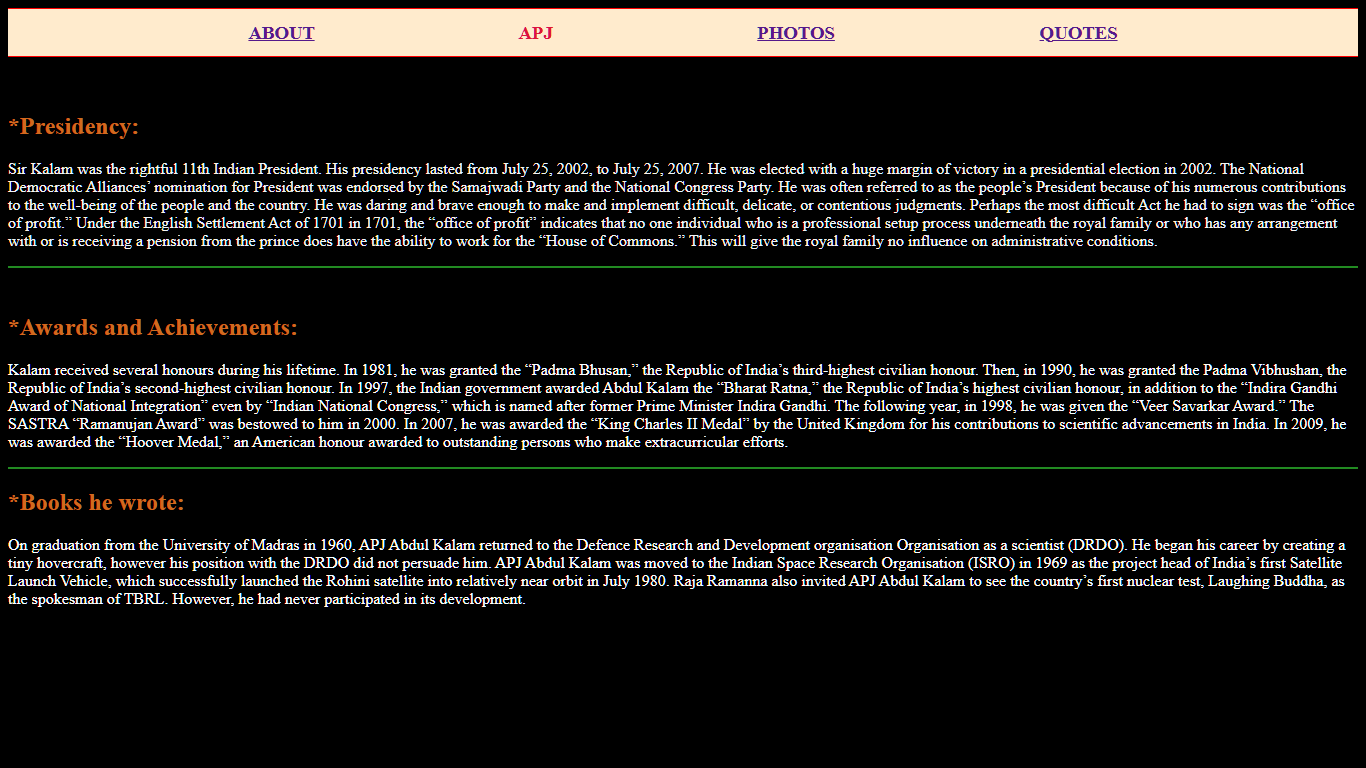 ABOUT APJ PHOTOS QUOTES
*Presidency:
Sir Kalam was the rightful 11th Indian President. His presidency lasted from July 25, 2002, to July 25, 2007. He was elected with a huge margin of victory in a presidential election in 2002. The National
Democratic Alliances’ nomination for President was endorsed by the Samajwadi Party and the National Congress Party. He was often referred to as the people’s President because of his numerous contributions
to the well-being of the people and the country. He was daring and brave enough to make and implement difficult, delicate, or contentious judgments. Perhaps the most difficult Act he had to sign was the “office
of profit.” Under the English Settlement Act of 1701 in 1701, the “office of profit” indicates that no one individual who is a professional setup process underneath the royal family or who has any arrangement
with or is receiving a pension from the prince does have the ability to work for the “House of Commons.” This will give the royal family no influence on administrative conditions.
*Awards and Achievements:
Kalam received several honours during his lifetime. In 1981, he was granted the “Padma Bhusan,” the Republic of India’s third-highest civilian honour. Then, in 1990, he was granted the Padma Vibhushan, the
Republic of India’s second-highest civilian honour. In 1997, the Indian government awarded Abdul Kalam the “Bharat Ratna,” the Republic of India’s highest civilian honour, in addition to the “Indira Gandhi
Award of National Integration” even by “Indian National Congress,” which is named after former Prime Minister Indira Gandhi. The following year, in 1998, he was given the “Veer Savarkar Award.” The
SASTRA “Ramanujan Award” was bestowed to him in 2000. In 2007, he was awarded the “King Charles II Medal” by the United Kingdom for his contributions to scientific advancements in India. In 2009, he
was awarded the “Hoover Medal,” an American honour awarded to outstanding persons who make extracurricular efforts.
*Books he wrote:
On graduation from the University of Madras in 1960, APJ Abdul Kalam returned to the Defence Research and Development organisation Organisation as a scientist (DRDO). He began his career by creating a
tiny hovercraft, however his position with the DRDO did not persuade him. APJ Abdul Kalam was moved to the Indian Space Research Organisation (ISRO) in 1969 as the project head of India’s first Satellite
Launch Vehicle, which successfully launched the Rohini satellite into relatively near orbit in July 1980. Raja Ramanna also invited APJ Abdul Kalam to see the country’s first nuclear test, Laughing Buddha, as
the spokesman of TBRL. However, he had never participated in its development.